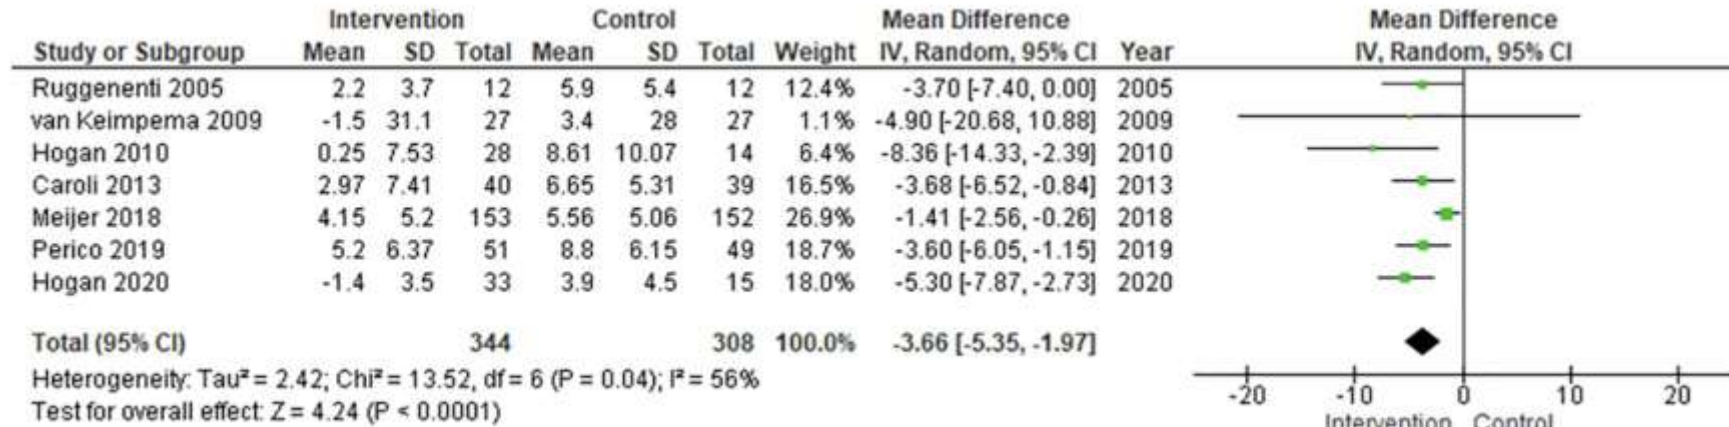 Intervention Control Mean Difference Mean Difference
Study or Subgroup Mean SD Total Mean SD Total Weight IV, Random, 95% CI Year IV, Random, 95% CI
Ruggenenti 2005 2.2 3.7 12 5.9 5.4 12 12.4% -3.70 [-7.40, 0.00] 2005
van Keimpema 2009 -1.5 31.1 27 3.4 28 27 1.1% -4.90 [-20.68, 10.88] 2009
Hogan 2010 0.25 7.53 28 8.61 10.07 14 6.4% -8.36 [-14.33, -2.39] 2010
Caroli 2013 2.97 7.41 40 6.65 5.31 39 16.5% -3.68 [-6.52, -0.84] 2013
Meijer 2018 4.15 5.2 153 5.56 5.06 152 26.9% -1.41 [-2.56, -0.26] 2018
Perico 2019 5.2 6.37 51 8.8 6.15 49 18.7% -3.60 [-6.05, -1.15] 2019
Hogan 2020 -1.4 3.5 33 3.9 4.5 15 18.0% -5.30 [-7.87, -2.73] 2020
Total (95% CI) 344 308 100.0% -3.66 [-5.35, -1.97]
Heterogeneity: Tau² = 2.42; Chi² = 13.52, df = 6 (P = 0.04); I² = 56%
Test for overall effect: Z = 4.24 (P < 0.0001)
-20 -10 0 10 20
Intervention Control